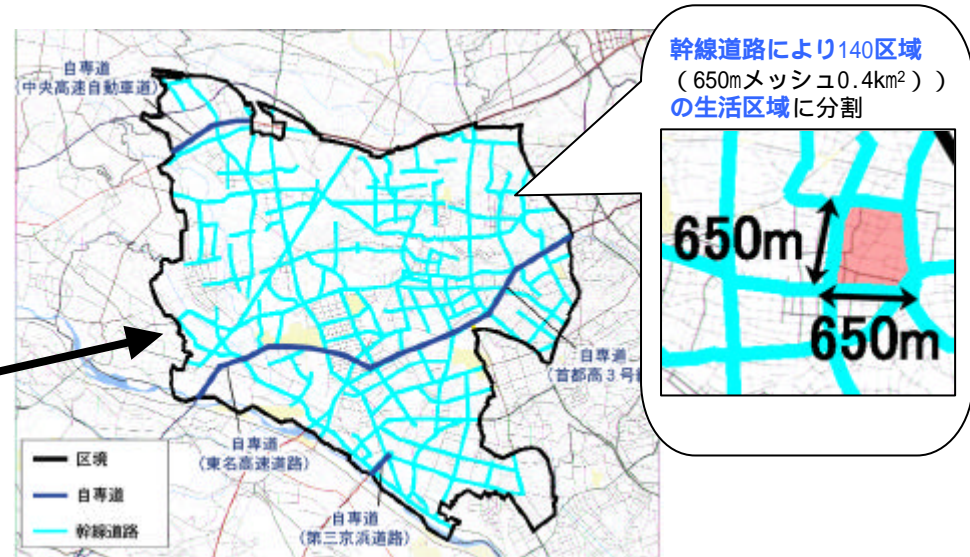 自専道
(中央高速自動車道)
幹線道路により140区域
（650mメッシュ0.4km²））
の生活区域に分割
650m
650m
自専道
(首都高3号
自専道
(東名高速道路)
自専道
(第三京浜道路)
区境
自専道
幹線道路